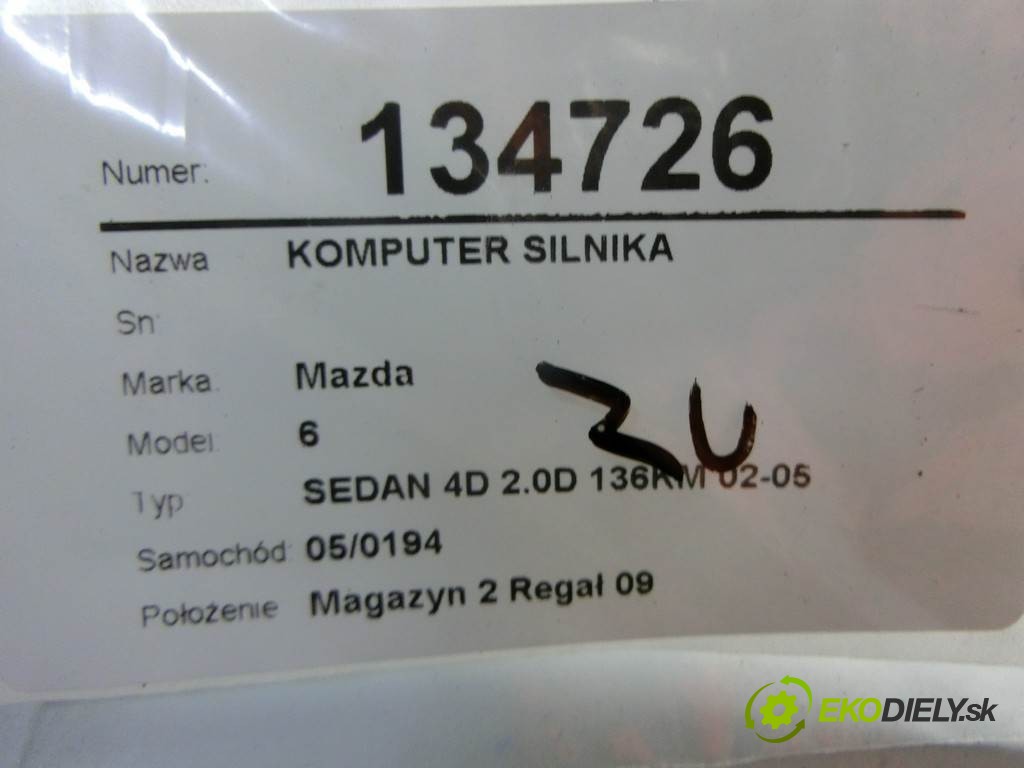 Numer: 134726
Nazwa KOMPUTER SILNIKA
Sn:
Marka: Mazda
Model: 6
ZU
Typ SEDAN 4D 2.0D 136KM 02-05
Samochód: 05/0194
Położenie Magazyn 2 Regał 09
EKODIELY.sk